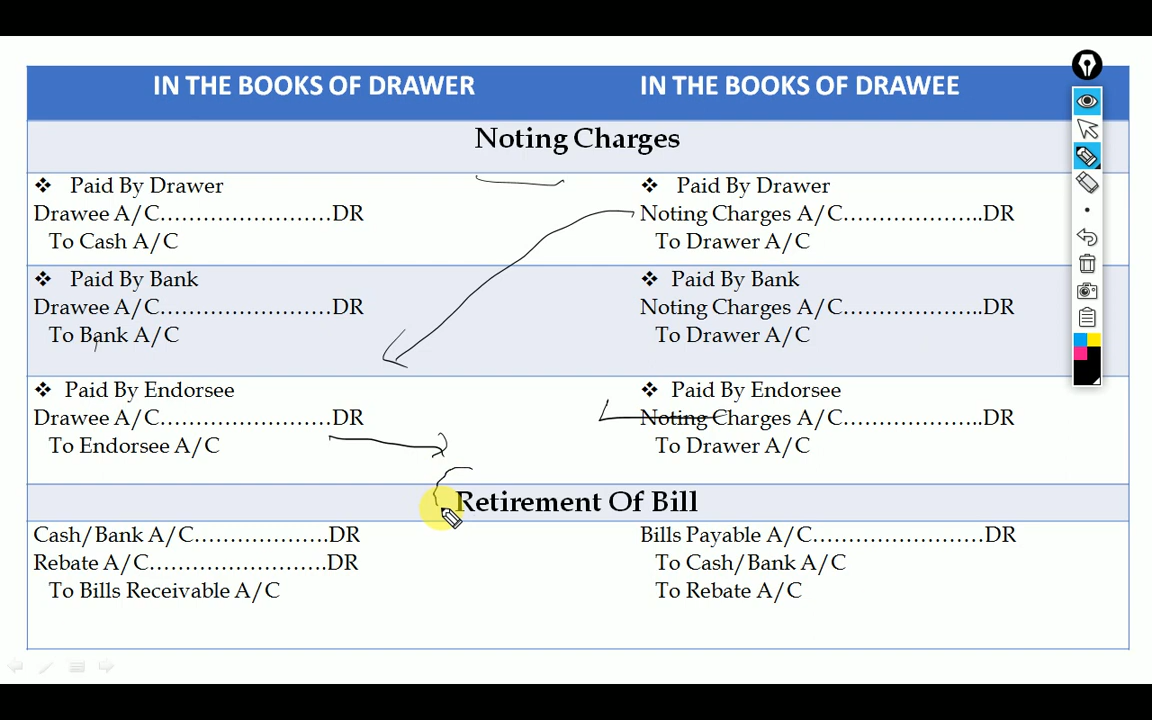 IN THE BOOKS OF DRAWER
IN THE BOOKS OF DRAWEE
Noting Charges
❖ Paid By Drawer
Drawee A/C……………………DR
To Cash A/C
❖ Paid By Drawer
Noting Charges A/C………………..DR
To Drawer A/C
❖ Paid By Bank
Drawee A/C……………………DR
To Bank A/C
❖ Paid By Bank
Noting Charges A/C………………..DR
To Drawer A/C
❖ Paid By Endorsee
Drawee A/C……………………DR
To Endorsee A/C
❖ Paid By Endorsee
Noting Charges A/C………………..DR
To Drawer A/C
Retirement Of Bill
Cash/Bank A/C……………….DR
Rebate A/C…………………….DR
To Bills Receivable A/C
Bills Payable A/C……………………DR
To Cash/Bank A/C
To Rebate A/C